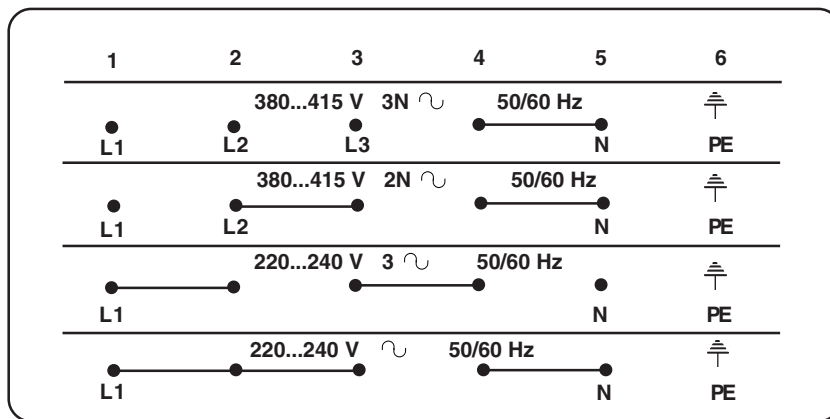 1 2 3 4 5 6
380...415 V 3N 50/60 Hz
L1 L2 L3 N PE
380...415 V 2N 50/60 Hz
L1 L2 N PE
220...240 V 3 50/60 Hz
L1 N PE
220...240 V 50/60 Hz
L1 N PE